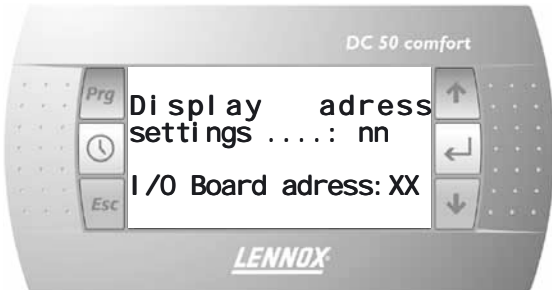 DC 50 comfort
Prg
Display adress
settings ....: nn
Esc
I/O Board adress: XX
LENNOX